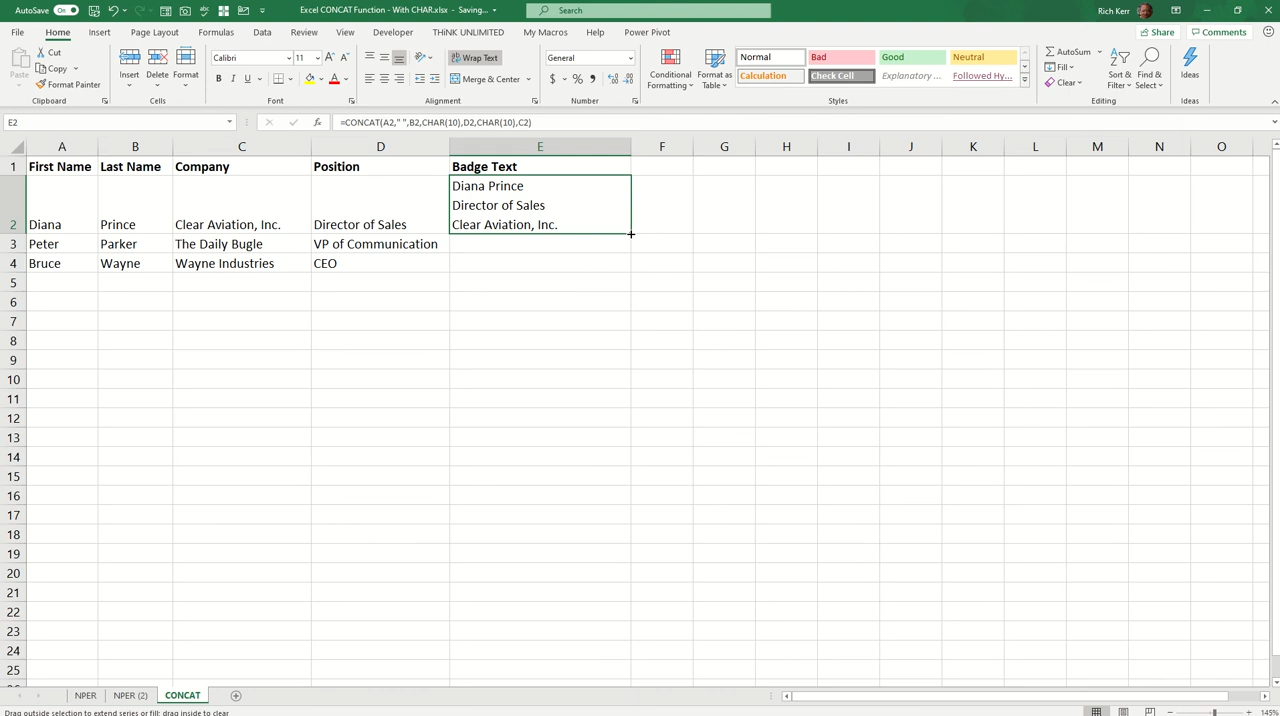 AutoSave On
Excel CONCAT Function - With CHAR.xlsx - Saving...
Search
Rich Kerr
File Home Insert Page Layout Formulas Data Review View Developer THiNK UNLIMITED My Macros Help Power Pivot
Share Comments
Paste
Cut
Copy
Format Painter
Clipboard
Insert Delete Format
Cells
Calibri 11
B I U
Font
Wrap Text
Merge & Center
Alignment
General
$ % ,
Number
Conditional Formatting
Format as Table
Normal Bad Good Neutral
Calculation Check Cell Explanatory ... Followed Hy...
Styles
AutoSum
Fill
Clear
Sort & Filter
Find & Select
Editing
Ideas
Ideas
E2
fx =CONCAT(A2," ",B2,CHAR(10),D2,CHAR(10),C2)
A B C D E F G H I J K L M N O
1 First Name Last Name Company Position Badge Text
Diana Prince
Director of Sales
2 Diana Prince Clear Aviation, Inc. Director of Sales Clear Aviation, Inc.
3 Peter Parker The Daily Bugle VP of Communication
4 Bruce Wayne Wayne Industries CEO
5
6
7
8
9
10
11
12
13
14
15
16
17
18
19
20
21
22
23
24
25
NPER NPER (2) CONCAT
Drag outside selection to extend series or fill; drag inside to clear
145%